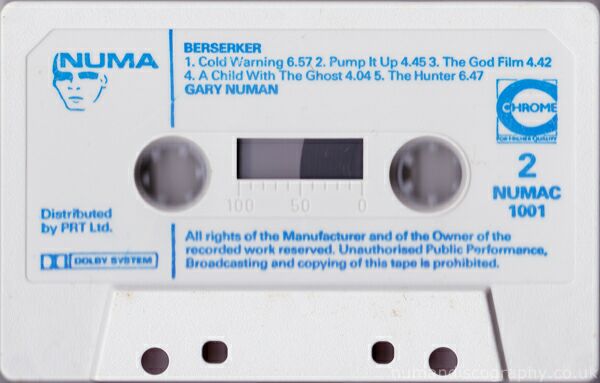 NUMA
BERSERKER
1. Cold Warning 6.57 2. Pump It Up 4.45 3. The God Film 4.42
4. A Child With The Ghost 4.04 5. The Hunter 6.47
GARY NUMAN
CHROME
FOR HIGHER QUALITY
2
NUMAC
1001
100 50 0
Distributed
by PRT Ltd.
DOLBY SYSTEM
All rights of the Manufacturer and of the Owner of the
recorded work reserved. Unauthorised Public Performance,
Broadcasting and copying of this tape is prohibited.
numandiscography.co.uk